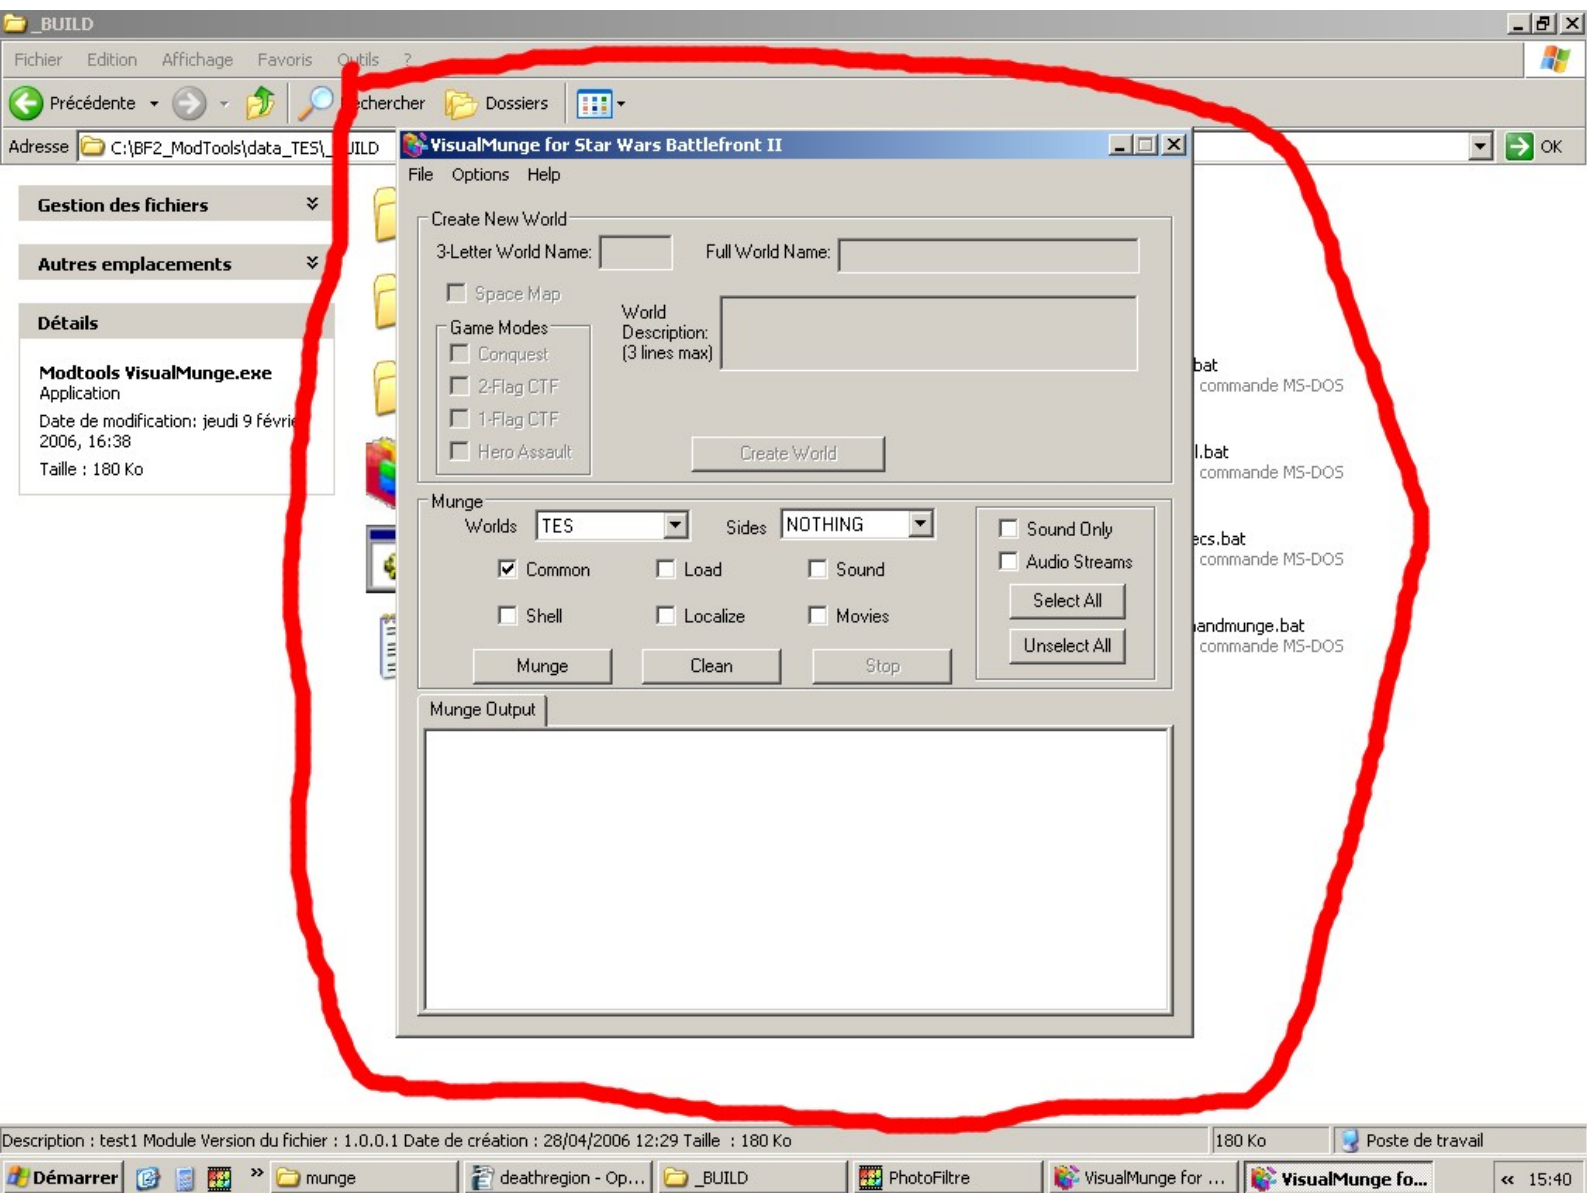 _BUILD
Fichier Edition Affichage Favoris Outils ?
Précédente Dossiers
Adresse C:\BF2_ModTools\data_TES\_ OK
VisualMunge for Star Wars Battlefront II
File Options Help
Gestion des fichiers
Autres emplacements
Détails
Modtools VisualMunge.exe
Application
Date de modification: jeudi 9
2006, 16:38
Taille : 180 Ko
Create New World
3-Letter World Name: Full World Name:
Space Map
World
Description:
(3 lines max)
Game Modes
Conquest
2-Flag CTF
1-Flag CTF
Hero Assault
Create World
Munge
Worlds TES Sides NOTHING
Common Load Sound
Shell Localize Movies
Munge Clean Stop
Sound Only
Audio Streams
Select All
Unselect All
Munge Output
bat
commande MS-DOS
l.bat
commande MS-DOS
ecs.bat
commande MS-DOS
andmunge.bat
commande MS-DOS
Description : test1 Module Version du fichier : 1.0.0.1 Date de création : 28/04/2006 12:29 Taille : 180 Ko 180 Ko Poste de travail
Démarrer » munge deathregion - Op... _BUILD PhotoFiltre VisualMunge for ... VisualMunge fo... « 15:40